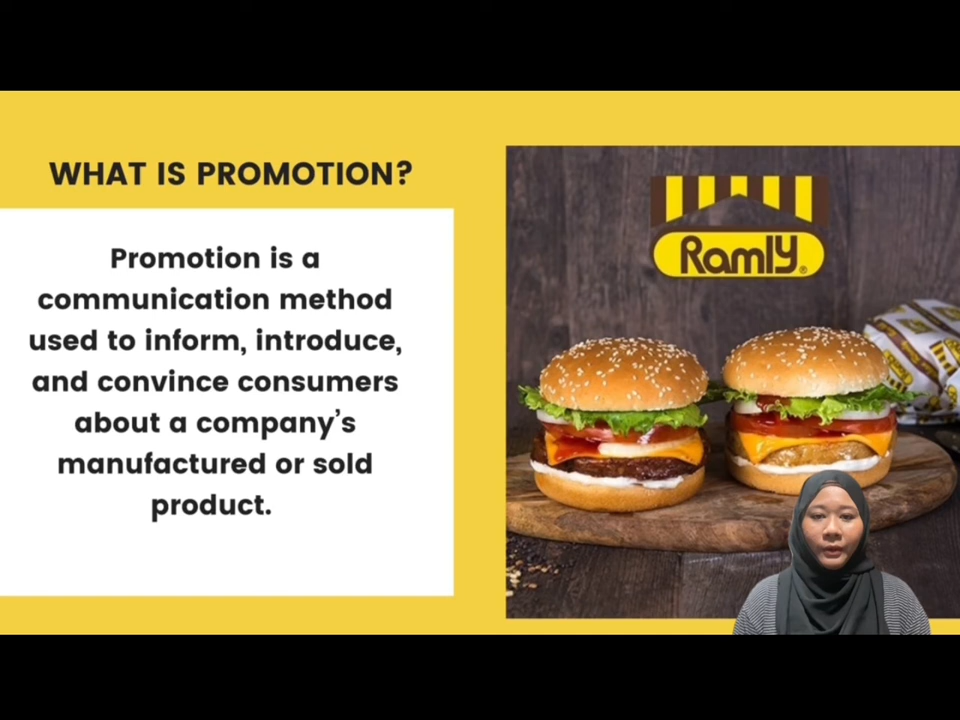 WHAT IS PROMOTION?
Promotion is a
communication method
used to inform, introduce,
and convince consumers
about a company's
manufactured or sold
product.
Ramly®